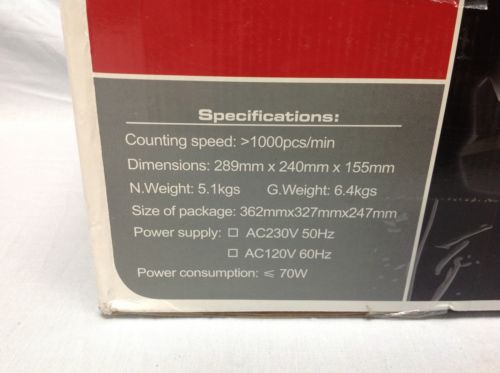 Specifications:
Counting speed: >1000pcs/min
Dimensions: 289mm x 240mm x 155mm
N.Weight: 5.1kgs G.Weight: 6.4kgs
Size of package: 362mmx327mmx247mm
Power supply: □ AC230V 50Hz
□ AC120V 60Hz
Power consumption: ≤ 70W